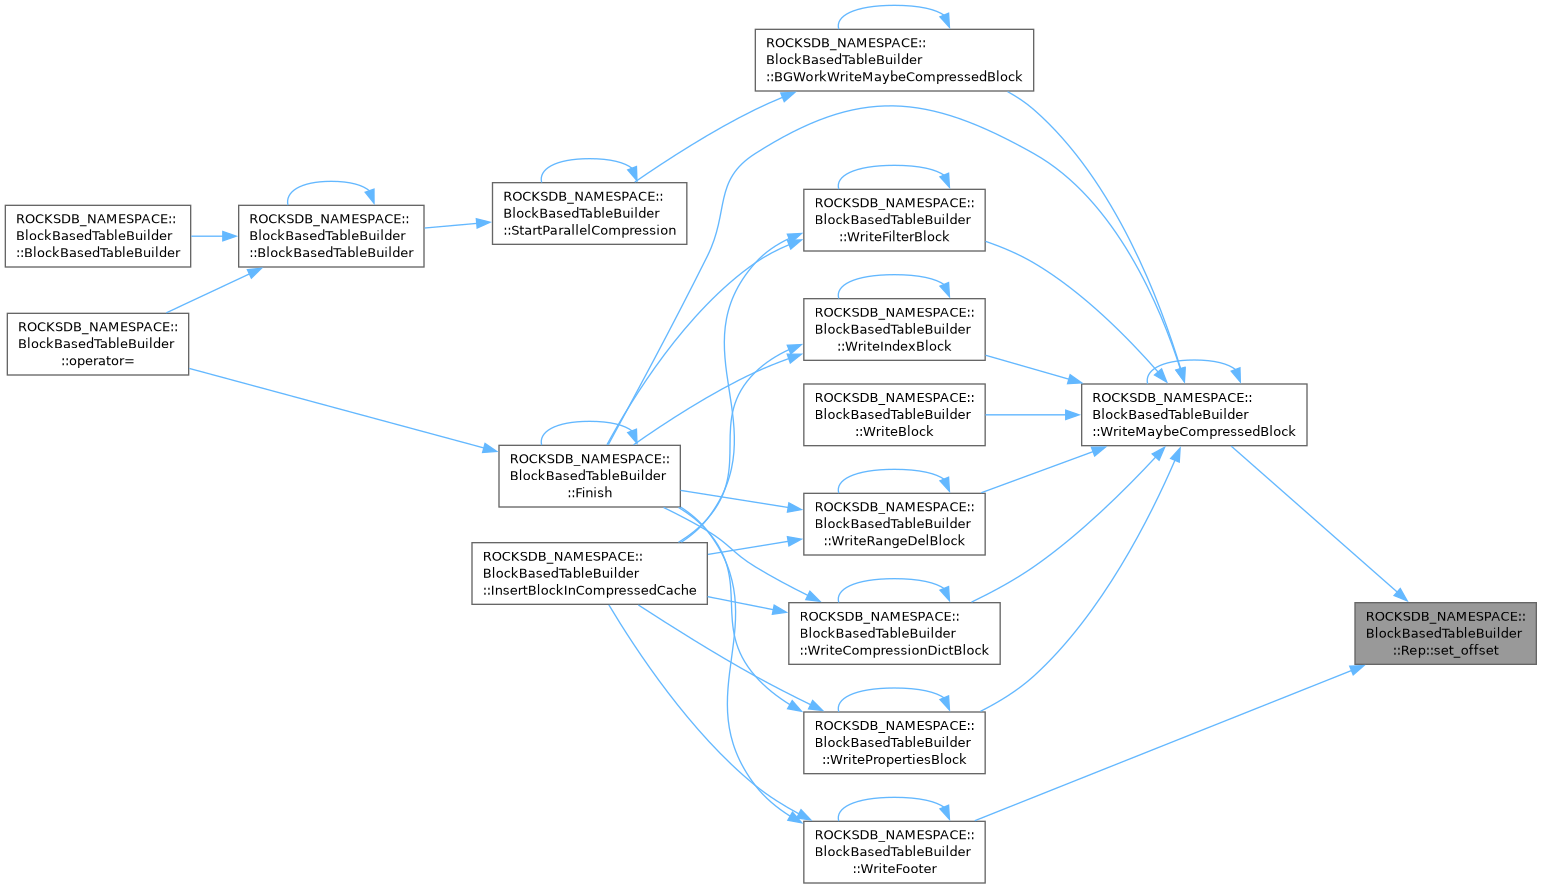 ROCKSDB_NAMESPACE::
BlockBasedTableBuilder
::BGWorkWriteMaybeCompressedBlock
ROCKSDB_NAMESPACE::
BlockBasedTableBuilder
::StartParallelCompression
ROCKSDB_NAMESPACE::
BlockBasedTableBuilder
::WriteFilterBlock
ROCKSDB_NAMESPACE::
BlockBasedTableBuilder
::BlockBasedTableBuilder
ROCKSDB_NAMESPACE::
BlockBasedTableBuilder
::BlockBasedTableBuilder
ROCKSDB_NAMESPACE::
BlockBasedTableBuilder
::WriteIndexBlock
ROCKSDB_NAMESPACE::
BlockBasedTableBuilder
::operator=
ROCKSDB_NAMESPACE::
BlockBasedTableBuilder
::WriteBlock
ROCKSDB_NAMESPACE::
BlockBasedTableBuilder
::WriteMaybeCompressedBlock
ROCKSDB_NAMESPACE::
BlockBasedTableBuilder
::Finish
ROCKSDB_NAMESPACE::
BlockBasedTableBuilder
::WriteRangeDelBlock
ROCKSDB_NAMESPACE::
BlockBasedTableBuilder
::InsertBlockInCompressedCache
ROCKSDB_NAMESPACE::
BlockBasedTableBuilder
::WriteCompressionDictBlock
ROCKSDB_NAMESPACE::
BlockBasedTableBuilder
::Rep::set_offset
ROCKSDB_NAMESPACE::
BlockBasedTableBuilder
::WritePropertiesBlock
ROCKSDB_NAMESPACE::
BlockBasedTableBuilder
::WriteFooter